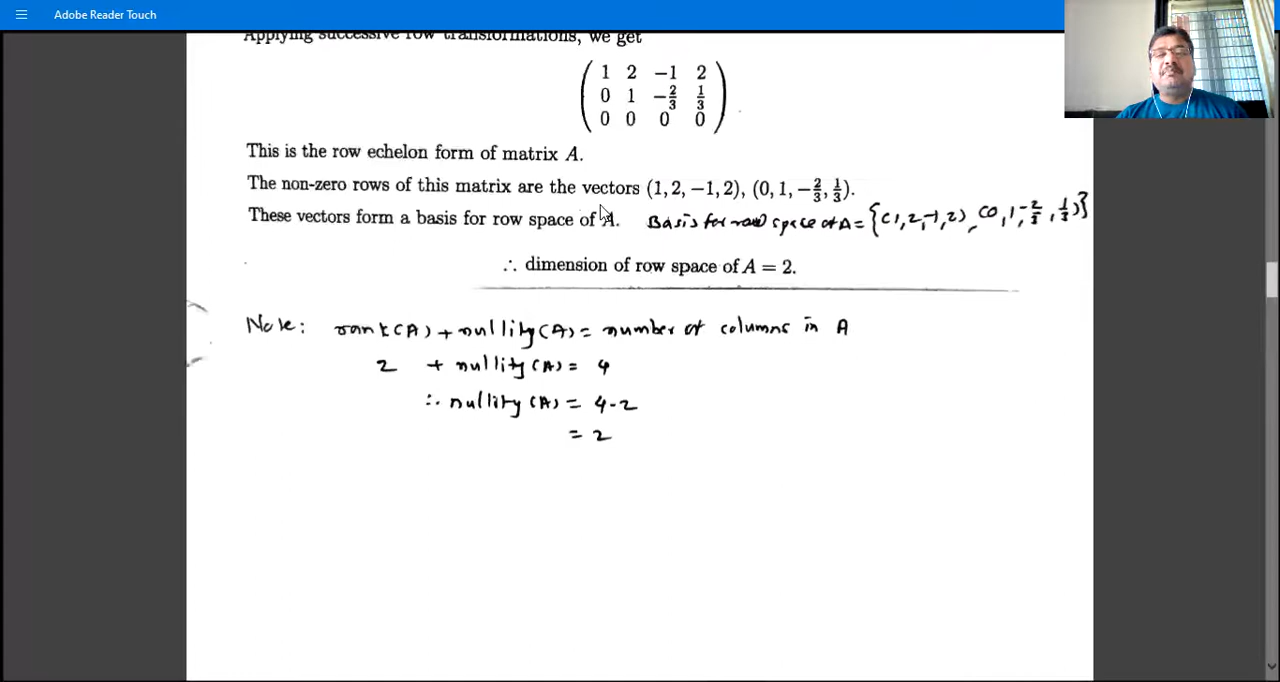 Adobe Reader Touch
Applying successive row transformations, we get
1 2 −1 2
0 1 −2/3 1/3
0 0 0 0
This is the row echelon form of matrix A.
The non-zero rows of this matrix are the vectors (1, 2, −1, 2), (0, 1, −2/3, 1/3).
These vectors form a basis for row space of A. Basis for row space of A = {(1, 2, -1, 2), (0, 1, -2/3, 1/3)}
∴ dimension of row space of A = 2.
Note: rank(A) + nullity(A) = number of columns in A
2 + nullity(A) = 4
∴ nullity(A) = 4-2
= 2